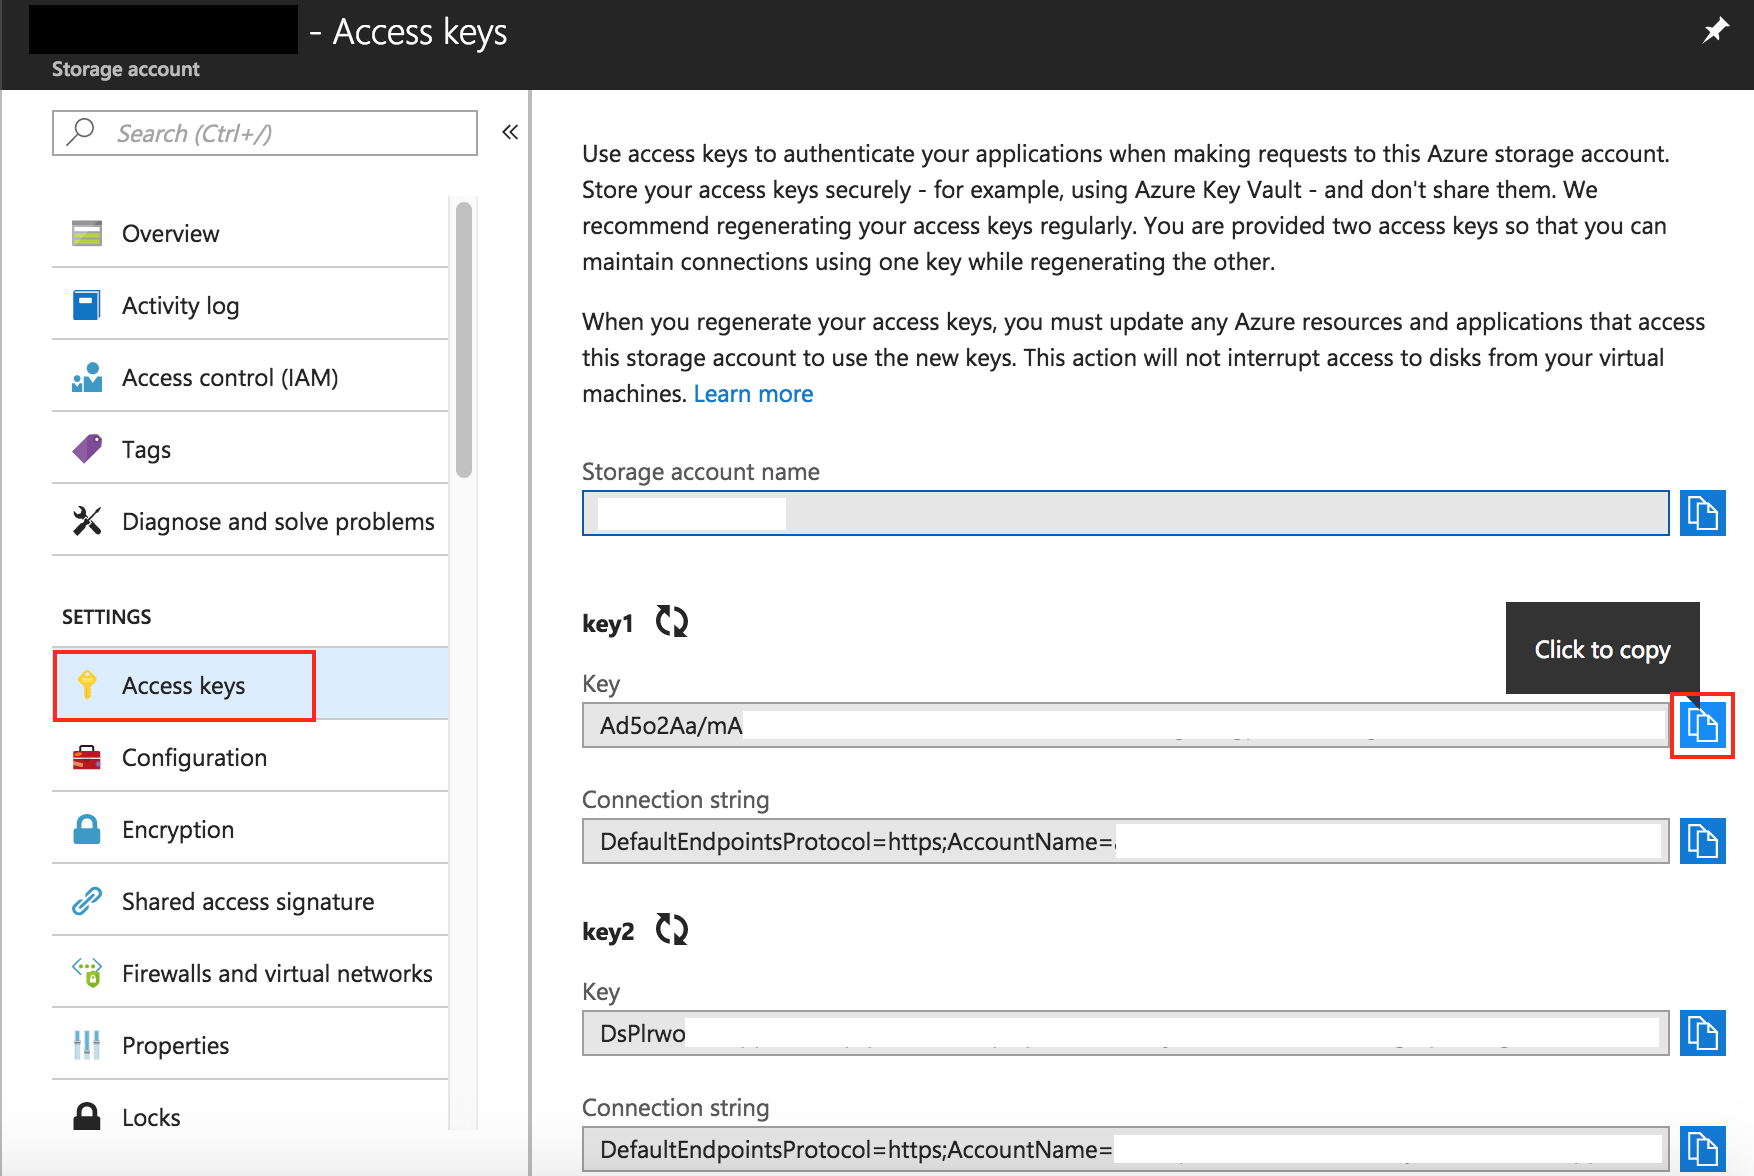 - Access keys
Storage account
Search (Ctrl+/)
«
Overview
Activity log
Access control (IAM)
Tags
Diagnose and solve problems
SETTINGS
Access keys
Configuration
Encryption
Shared access signature
Firewalls and virtual networks
Properties
Locks
Use access keys to authenticate your applications when making requests to this Azure storage account.
Store your access keys securely - for example, using Azure Key Vault - and don't share them. We
recommend regenerating your access keys regularly. You are provided two access keys so that you can
maintain connections using one key while regenerating the other.
When you regenerate your access keys, you must update any Azure resources and applications that access
this storage account to use the new keys. This action will not interrupt access to disks from your virtual
machines. Learn more
Storage account name
key1
Click to copy
Key
Ad5o2Aa/mA
Connection string
DefaultEndpointsProtocol=https;AccountName=
key2
Key
DsPlrwo
Connection string
DefaultEndpointsProtocol=https;AccountName=